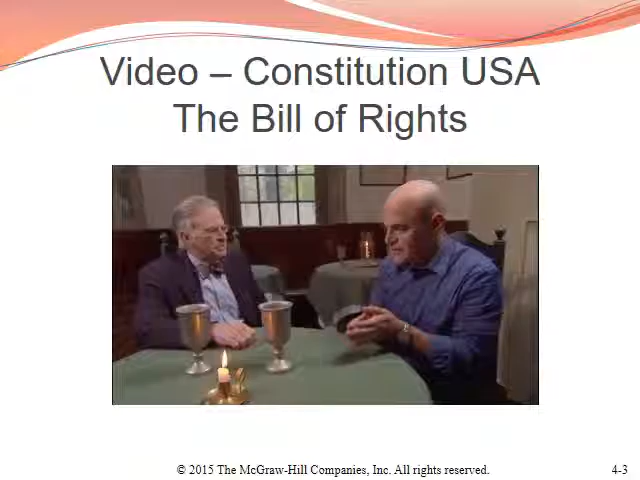 Video – Constitution USA
The Bill of Rights
© 2015 The McGraw-Hill Companies, Inc. All rights reserved.
4-3